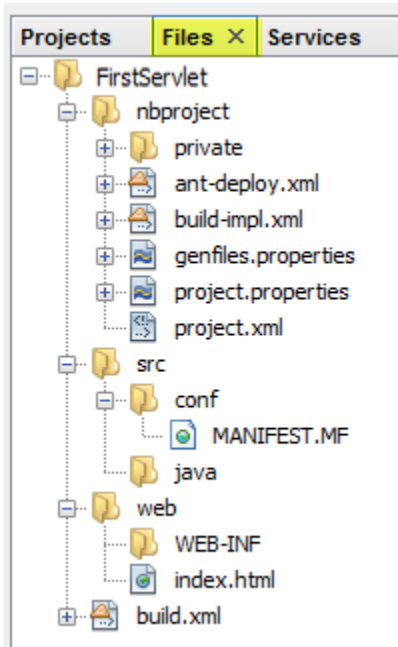 Projects Files × Services
FirstServlet
nbproject
private
ant-deploy.xml
build-impl.xml
genfiles.properties
project.properties
project.xml
src
conf
MANIFEST.MF
java
web
WEB-INF
index.html
build.xml